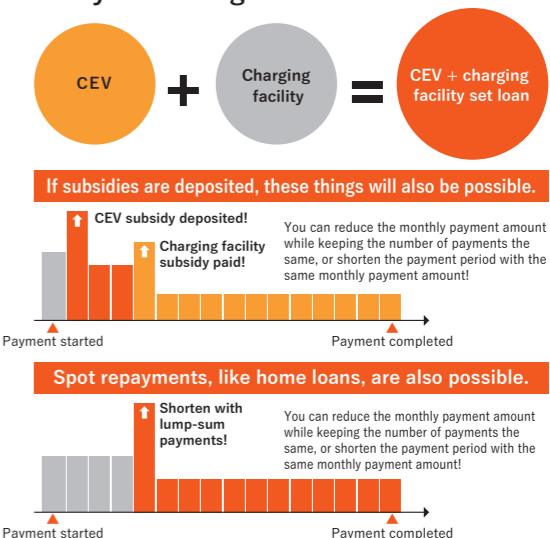 CEV
+
Charging
facility
=
CEV + charging
facility set loan
If subsidies are deposited, these things will also be possible.
CEV subsidy deposited!
Charging facility
subsidy paid!
You can reduce the monthly payment amount
while keeping the number of payments the
same, or shorten the payment period with the
same monthly payment amount!
Payment started
Payment completed
Spot repayments, like home loans, are also possible.
Shorten with
lump-sum
payments!
You can reduce the monthly payment amount
while keeping the number of payments the
same, or shorten the payment period with the
same monthly payment amount!
Payment started
Payment completed